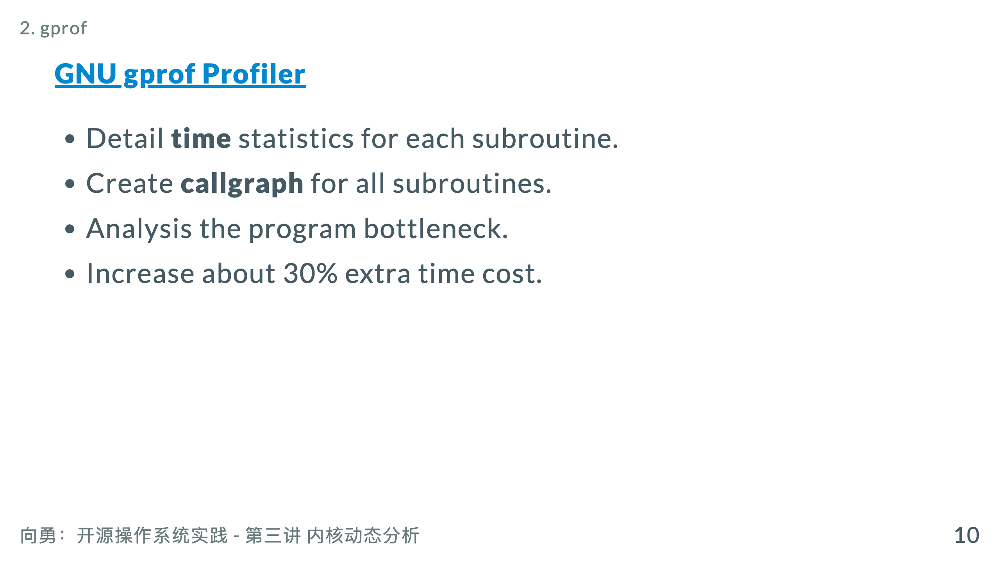 2. gprof
GNU gprof Profiler
• Detail time statistics for each subroutine.
• Create callgraph for all subroutines.
• Analysis the program bottleneck.
• Increase about 30% extra time cost.
向勇：开源操作系统实践 - 第三讲 内核动态分析
10